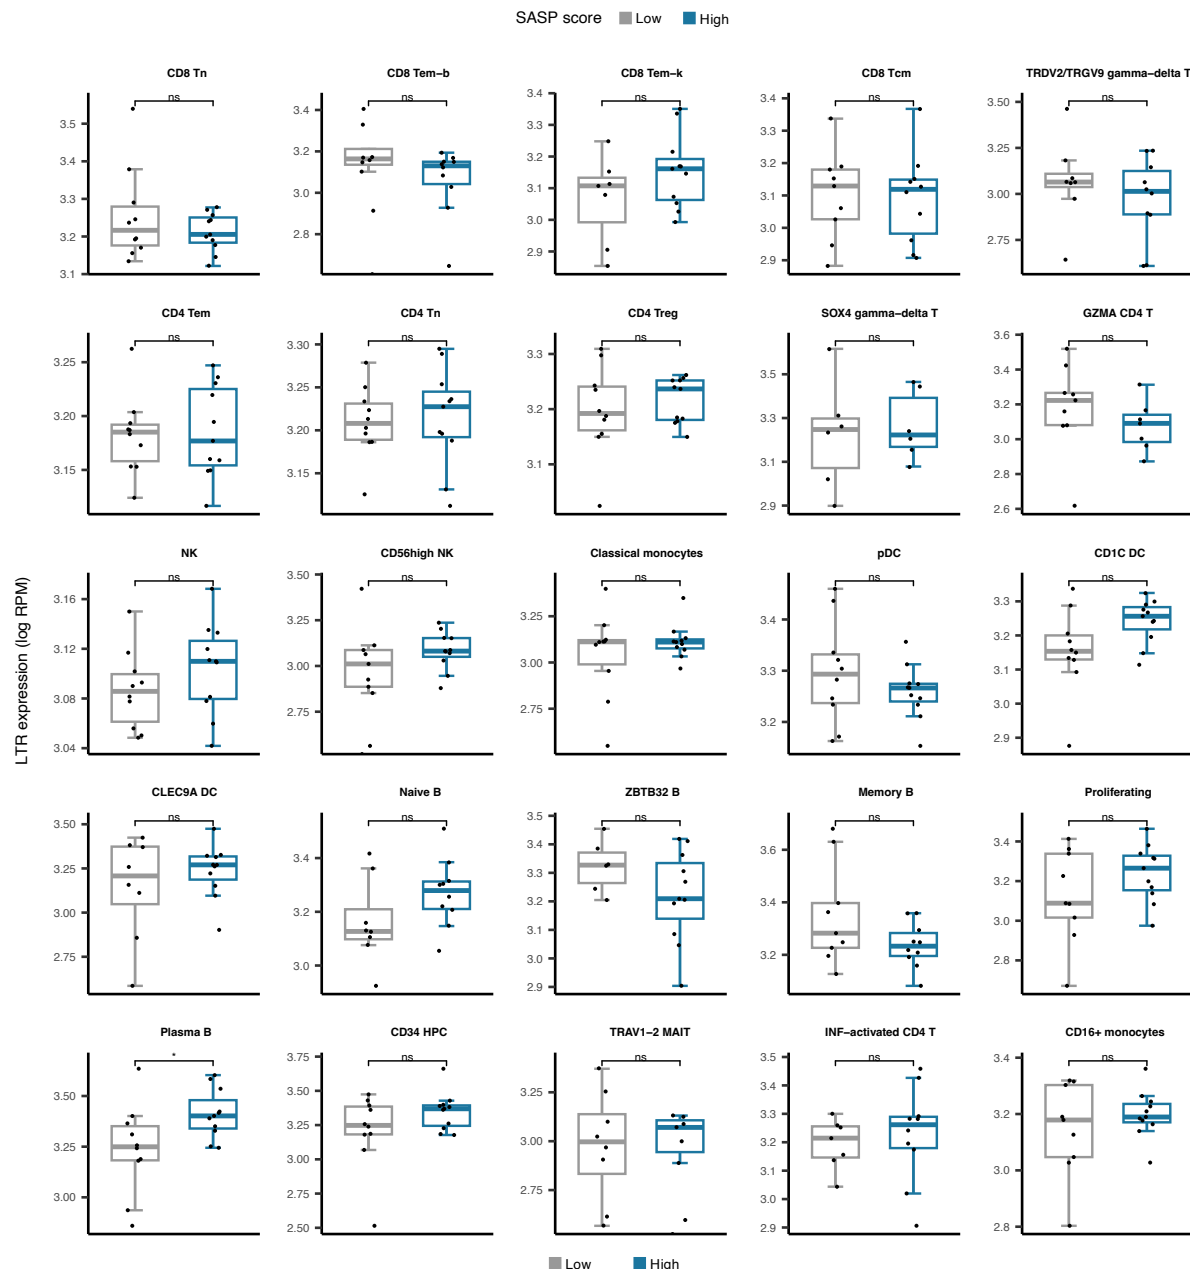 SASP score Low High
CD8 Tn CD8 Tem−b CD8 Tem−k CD8 Tcm TRDV2/TRGV9 gamma−delta T
ns ns ns ns ns
3.5 3.4 3.3 3.2 3.1
3.4 3.2 3.0 2.8
3.4 3.3 3.2 3.1 3.0 2.9
3.4 3.3 3.2 3.1 3.0 2.9
3.50 3.25 3.00 2.75
CD4 Tem CD4 Tn CD4 Treg SOX4 gamma−delta T GZMA CD4 T
ns ns ns ns ns
3.25 3.20 3.15
3.30 3.25 3.20 3.15
3.3 3.2 3.1
3.5 3.3 3.1 2.9
3.6 3.4 3.2 3.0 2.8 2.6
LTR expression (log RPM)
NK CD56high NK Classical monocytes pDC CD1C DC
ns ns ns ns ns
3.16 3.12 3.08 3.04
3.50 3.25 3.00 2.75
3.25 3.00 2.75
3.4 3.3 3.2
3.3 3.2 3.1 3.0 2.9
CLEC9A DC Naive B ZBTB32 B Memory B Proliferating
ns ns ns ns ns
3.50 3.25 3.00 2.75
3.4 3.2 3.0
3.5 3.4 3.3 3.2 3.1 3.0 2.9
3.6 3.4 3.2
3.4 3.2 3.0 2.8
Plasma B CD34 HPC TRAV1−2 MAIT INF−activated CD4 T CD16+ monocytes
* ns ns ns ns
3.50 3.25 3.00
3.75 3.50 3.25 3.00 2.75 2.50
3.25 3.00 2.75
3.5 3.4 3.3 3.2 3.1 3.0 2.9
3.4 3.2 3.0 2.8
Low High